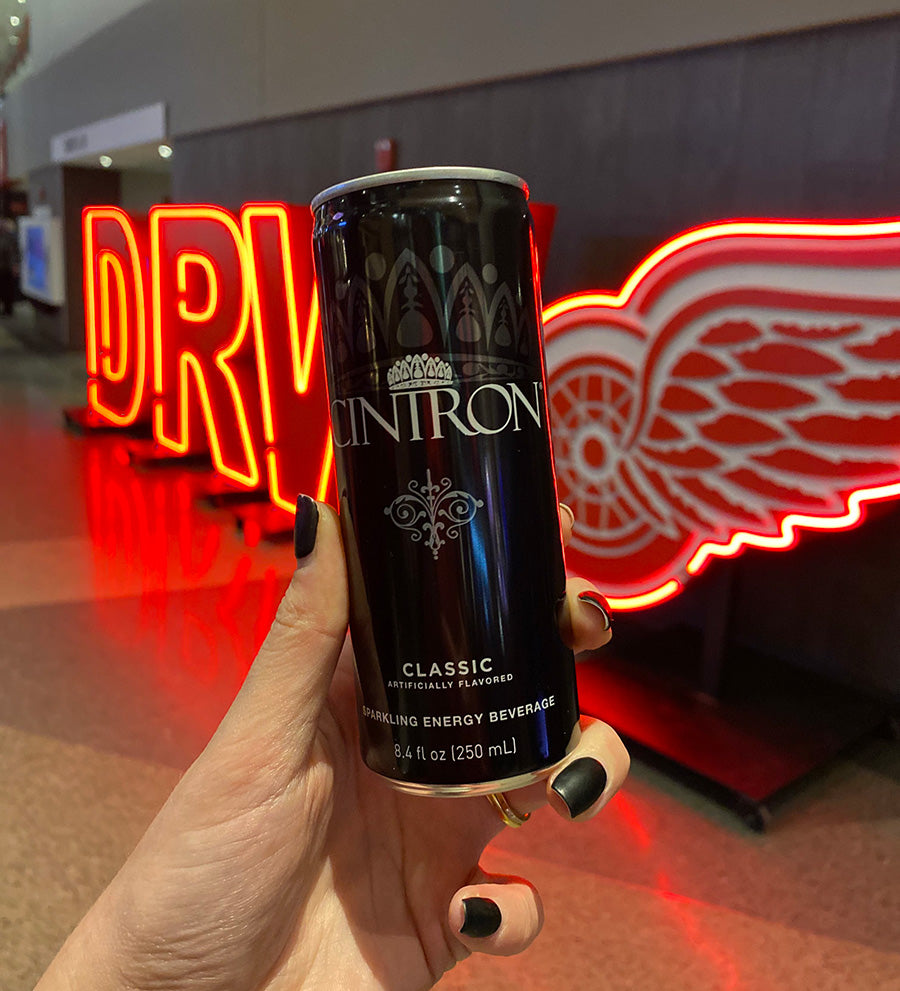 DRW
CINTRON®
CLASSIC
ARTIFICIALLY FLAVORED
SPARKLING ENERGY BEVERAGE
8.4 fl oz (250 mL)